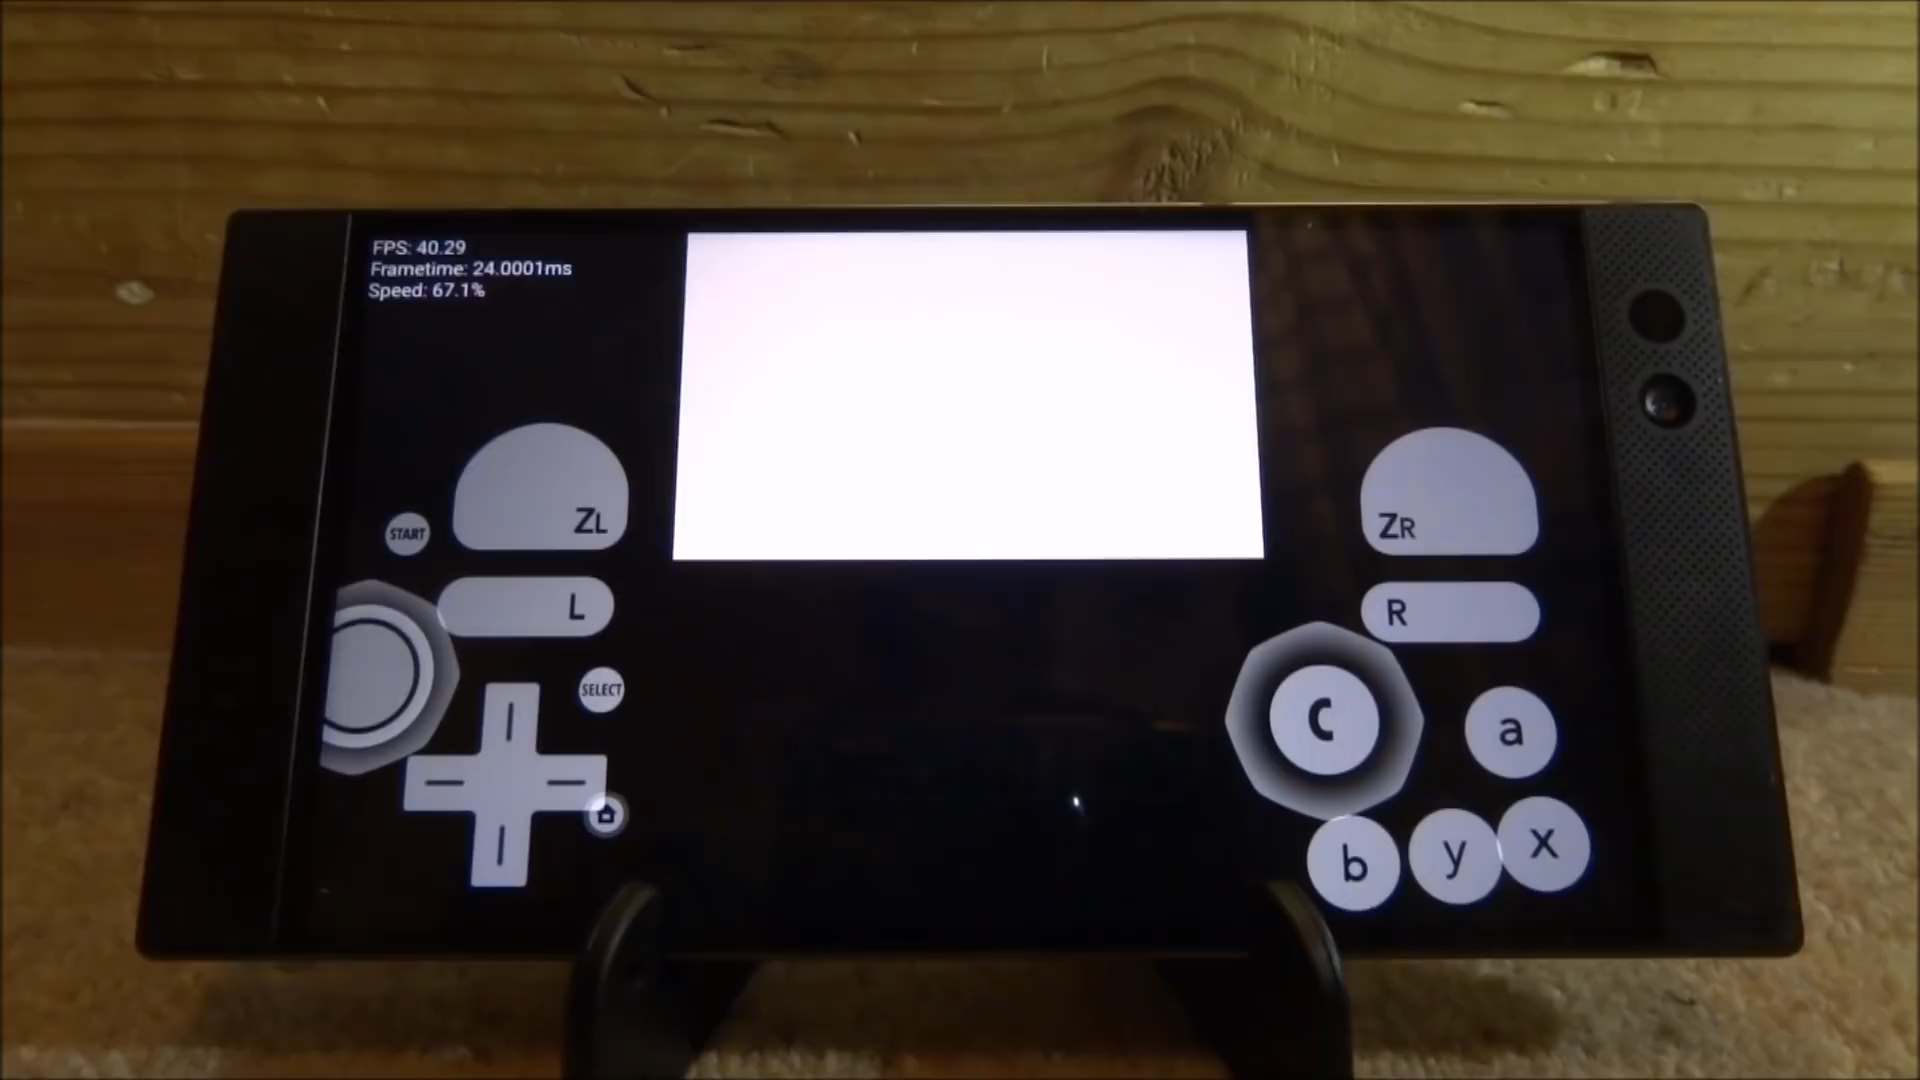 FPS: 40.29
Frametime: 24.0001ms
Speed: 67.1%
ZL
ZR
START
L
R
SELECT
C
a
b
y
x